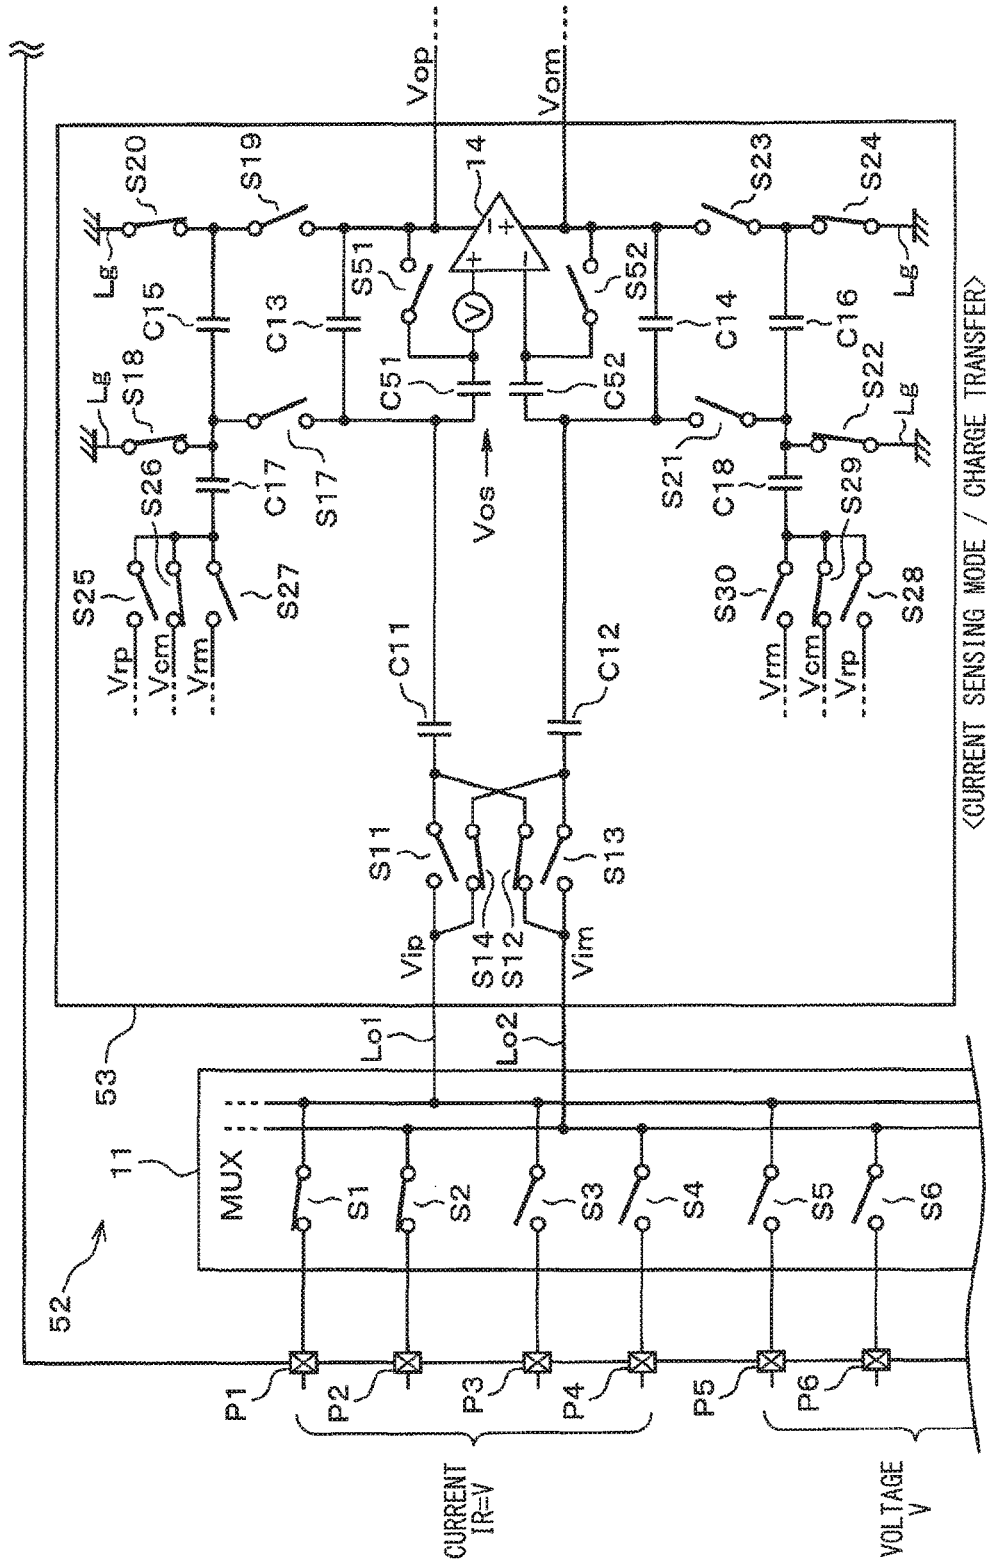 52
11
53
MUX
P1
P2
P3
P4
P5
P6
S1
S2
S3
S4
S5
S6
CURRENT
IR=V
VOLTAGE
V
Lo1
Lo2
Vip
Vim
S11
S14
S12
S13
C11
C12
Vrp
Vcm
Vrm
S25
S26
S27
C17
Lg
S18
C15
Lg
S20
S19
S17
C13
Vos
C51
C52
V
S51
S52
+
−
−
+
14
Vop
Vom
C14
S21
S23
C16
C18
S22
Lg
S24
Lg
S30
S29
S28
Vrm
Vcm
Vrp
<CURRENT SENSING MODE / CHARGE TRANSFER>